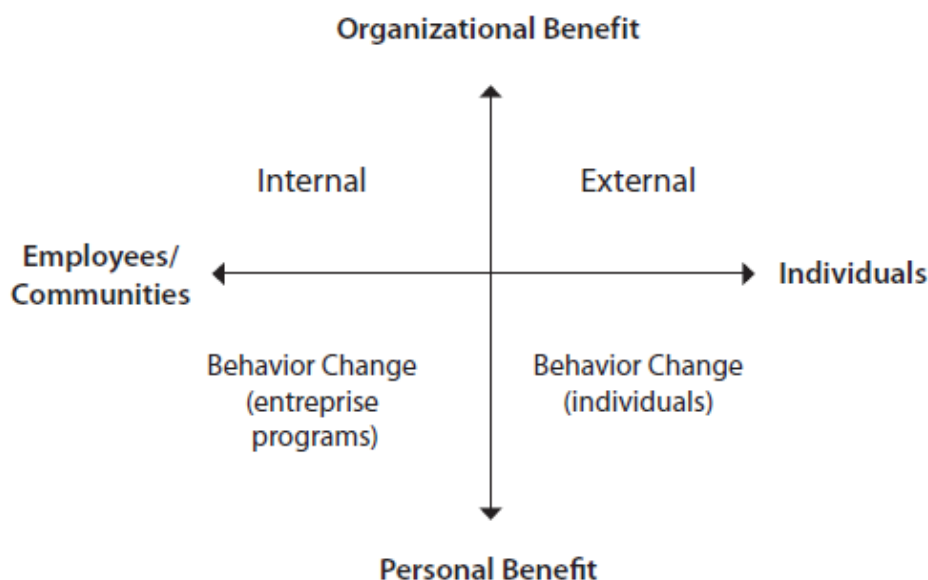 Organizational Benefit
Internal
External
Employees/
Communities
Individuals
Behavior Change
(entreprise
programs)
Behavior Change
(individuals)
Personal Benefit